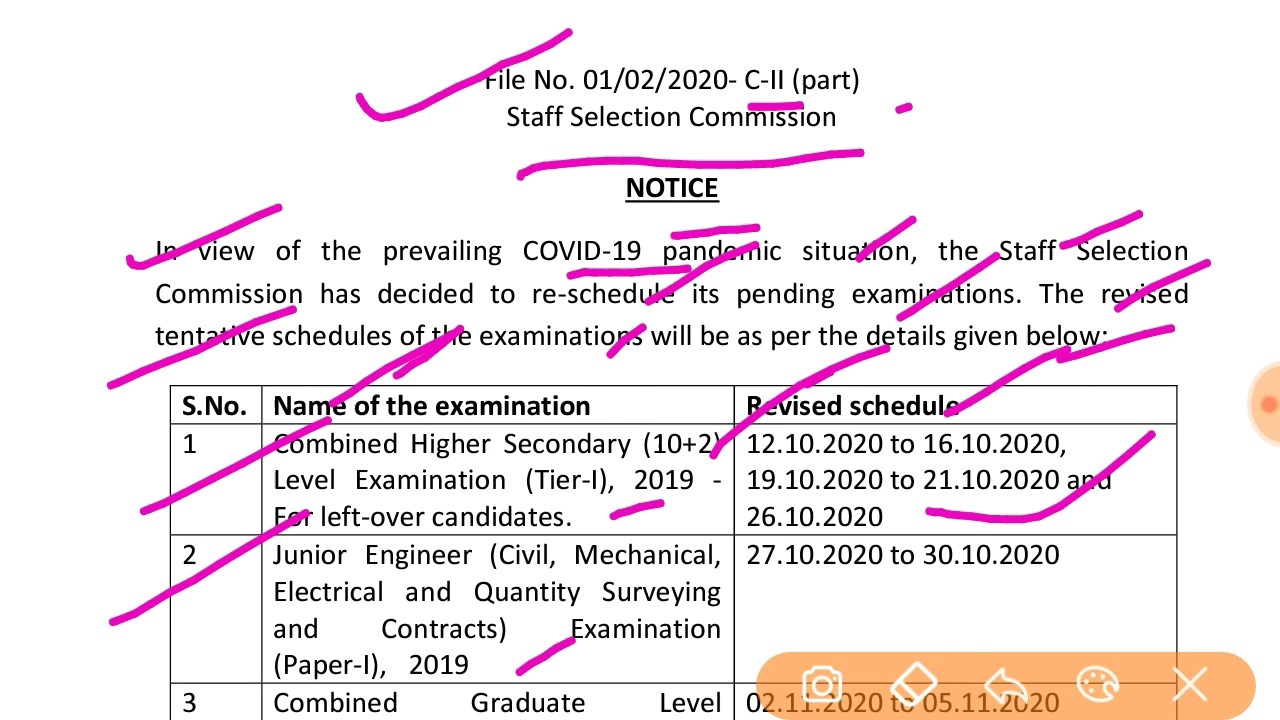 File No. 01/02/2020- C-II (part)
Staff Selection Commission
NOTICE
In view of the prevailing COVID-19 pandemic situation, the Staff Selection
Commission has decided to re-schedule its pending examinations. The revised
tentative schedules of the examinations will be as per the details given below:
S.No. Name of the examination Revised schedule
1 Combined Higher Secondary (10+2) 12.10.2020 to 16.10.2020,
Level Examination (Tier-I), 2019 - 19.10.2020 to 21.10.2020 and
For left-over candidates. 26.10.2020
2 Junior Engineer (Civil, Mechanical, 27.10.2020 to 30.10.2020
Electrical and Quantity Surveying
and Contracts) Examination
(Paper-I), 2019
3 Combined Graduate Level 02.11.2020 to 05.11.2020